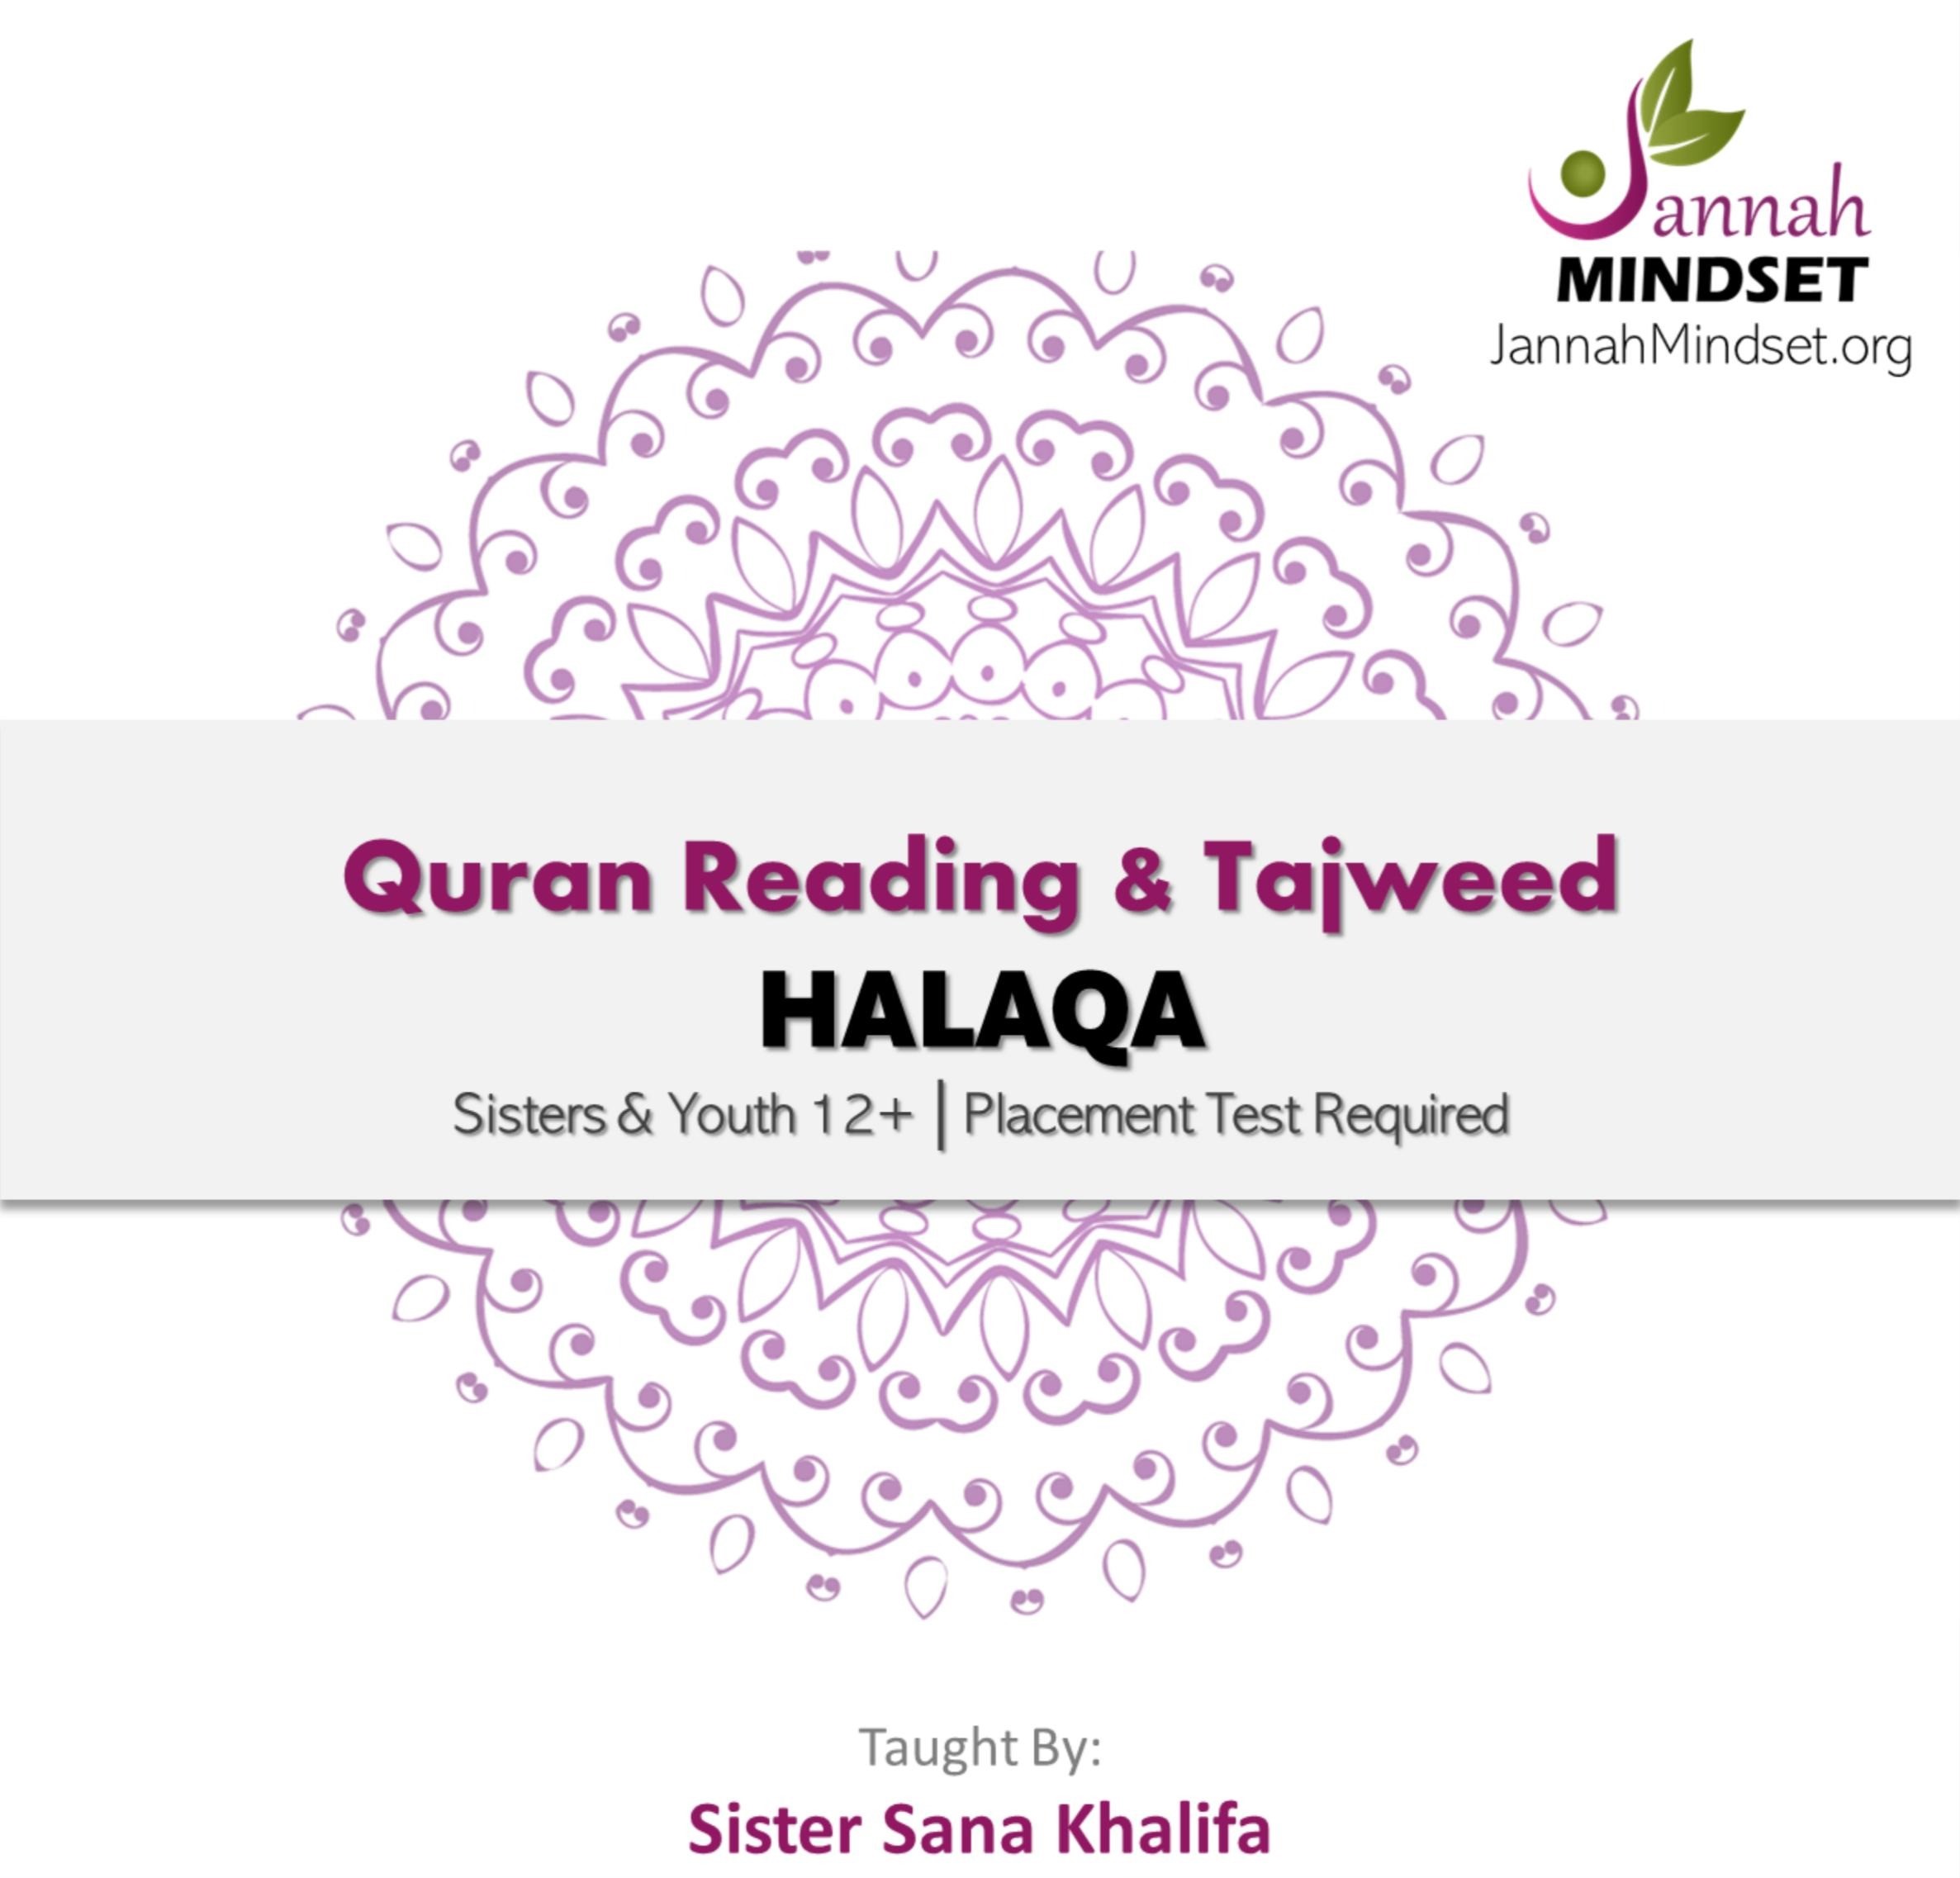 Jannah
MINDSET
JannahMindset.org
Quran Reading & Tajweed
HALAQA
Sisters & Youth 12+ | Placement Test Required
Taught By:
Sister Sana Khalifa